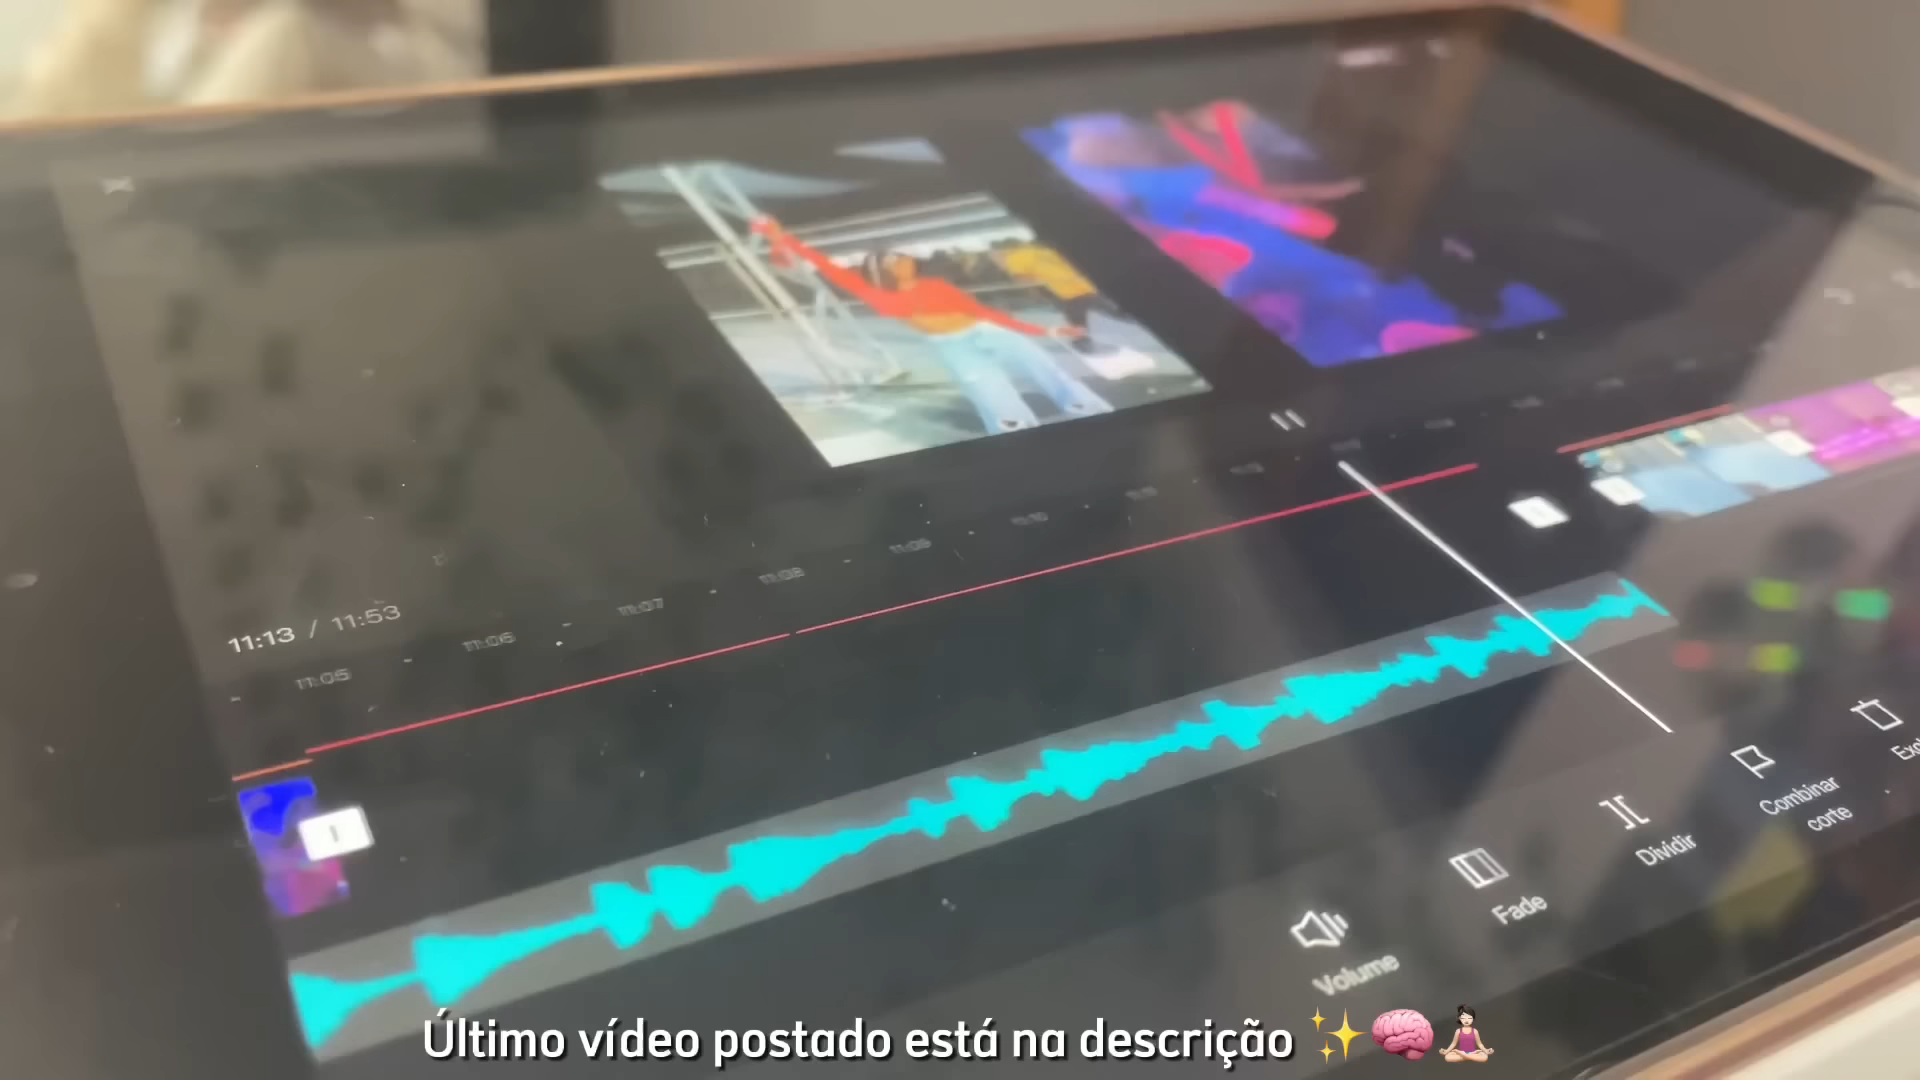 11:13 / 11:53
11:05
11:06
11:07
11:08
11:09
11:10
Volume
Fade
Dividir
Combinar
corte
Último vídeo postado está na descrição ✨🧠🧘🏻‍♀️